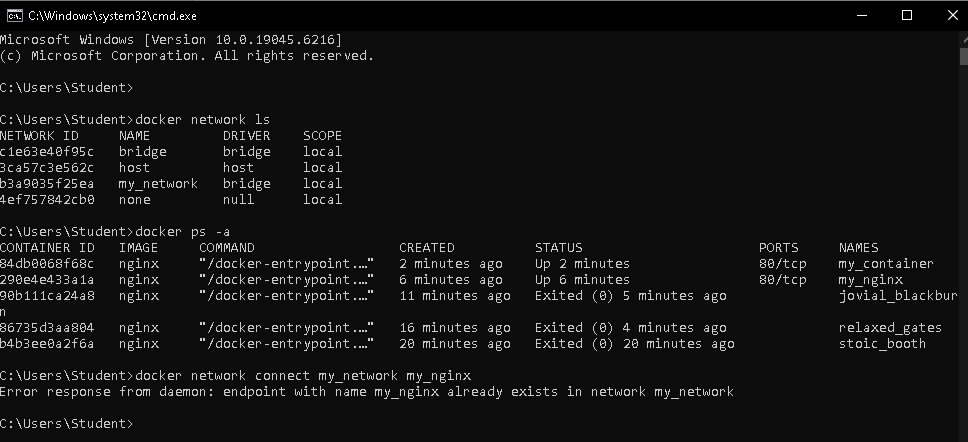 C:\Windows\system32\cmd.exe
Microsoft Windows [Version 10.0.19045.6216]
(c) Microsoft Corporation. All rights reserved.
C:\Users\Student>
C:\Users\Student>docker network ls
NETWORK ID     NAME         DRIVER    SCOPE
c1e63e40f95c   bridge       bridge    local
3ca57c3e562c   host         host      local
b3a9035f25ea   my_network   bridge    local
4ef757842cb0   none         null      local
C:\Users\Student>docker ps -a
CONTAINER ID   IMAGE     COMMAND                  CREATED          STATUS                      PORTS     NAMES
84db0068f68c   nginx     "/docker-entrypoint.…"   2 minutes ago    Up 2 minutes                80/tcp    my_container
290e4e433a1a   nginx     "/docker-entrypoint.…"   6 minutes ago    Up 6 minutes                80/tcp    my_nginx
90b111ca24a8   nginx     "/docker-entrypoint.…"   11 minutes ago   Exited (0) 5 minutes ago              jovial_blackbur
n
86735d3aa804   nginx     "/docker-entrypoint.…"   16 minutes ago   Exited (0) 4 minutes ago              relaxed_gates
b4b3ee0a2f6a   nginx     "/docker-entrypoint.…"   20 minutes ago   Exited (0) 20 minutes ago             stoic_booth
C:\Users\Student>docker network connect my_network my_nginx
Error response from daemon: endpoint with name my_nginx already exists in network my_network
C:\Users\Student>